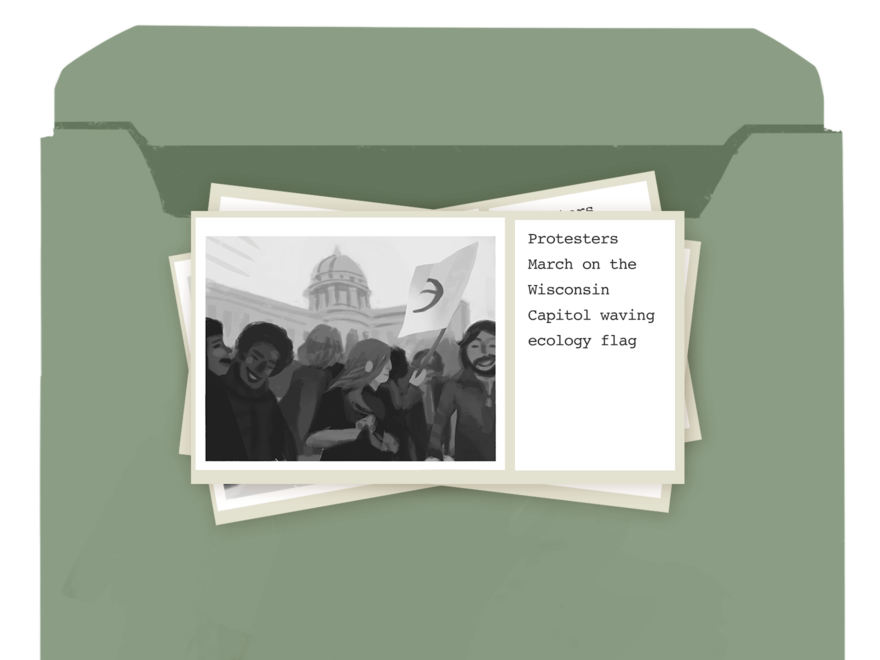 Protesters
March on the
Wisconsin
Capitol waving
ecology flag